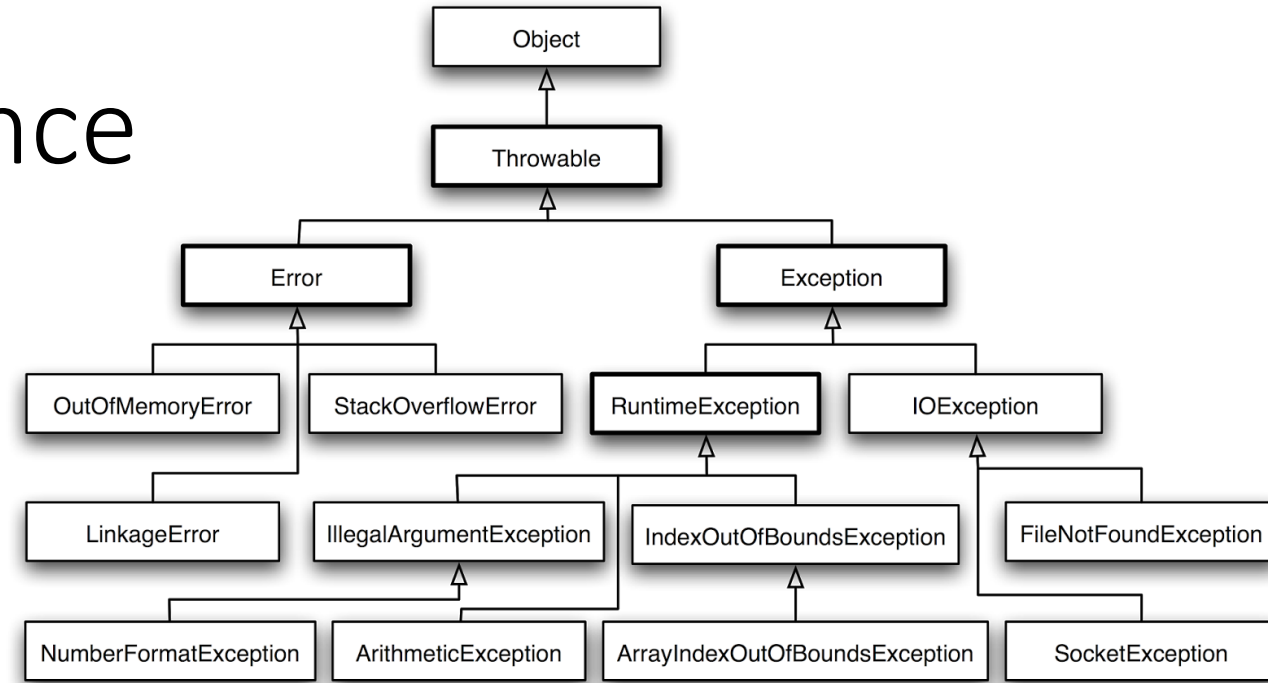 Object
nce
Throwable
Error
Exception
OutOfMemoryError
StackOverflowError
RuntimeException
IOException
LinkageError
IllegalArgumentException
IndexOutOfBoundsException
FileNotFoundException
NumberFormatException
ArithmeticException
ArrayIndexOutOfBoundsException
SocketException